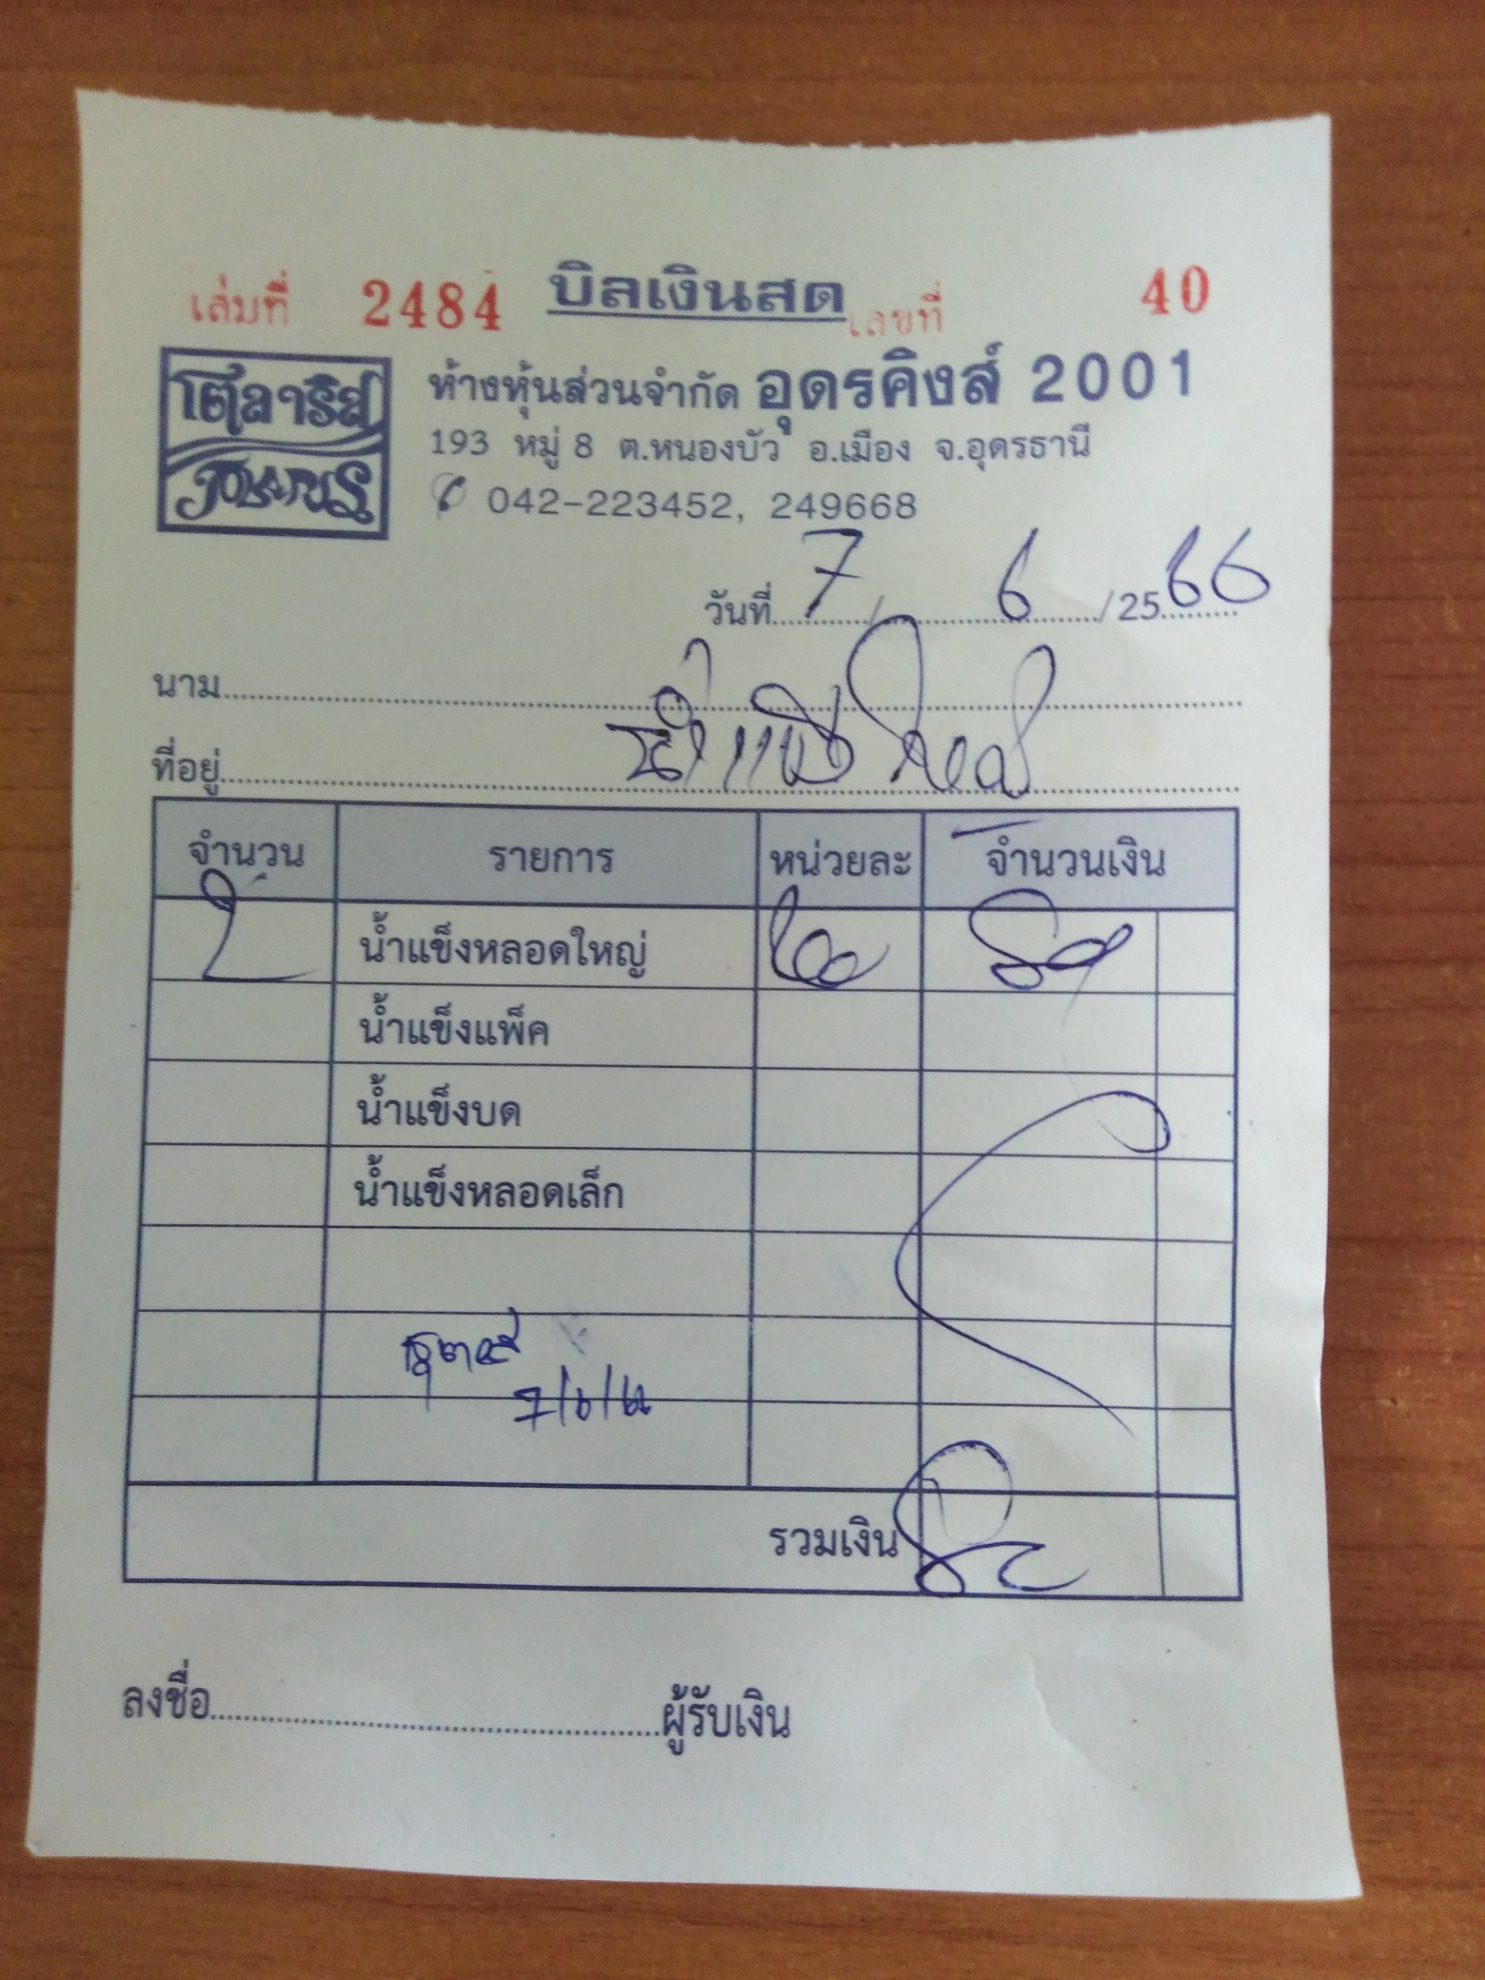 เล่มที่ 2484 บิลเงินสด เลขที่ 40
โตลาริส
ห้างหุ้นส่วนจำกัด อุดรคิงส์ 2001
193 หมู่ 8 ต.หนองบัว อ.เมือง จ.อุดรธานี
042-223452, 249668
วันที่ 7 / 6 /2566
นาม
ที่อยู่
จำนวน รายการ หน่วยละ จำนวนเงิน
2 น้ำแข็งหลอดใหญ่
น้ำแข็งแพ็ค
น้ำแข็งบด
น้ำแข็งหลอดเล็ก
รวมเงิน
ลงชื่อ ผู้รับเงิน